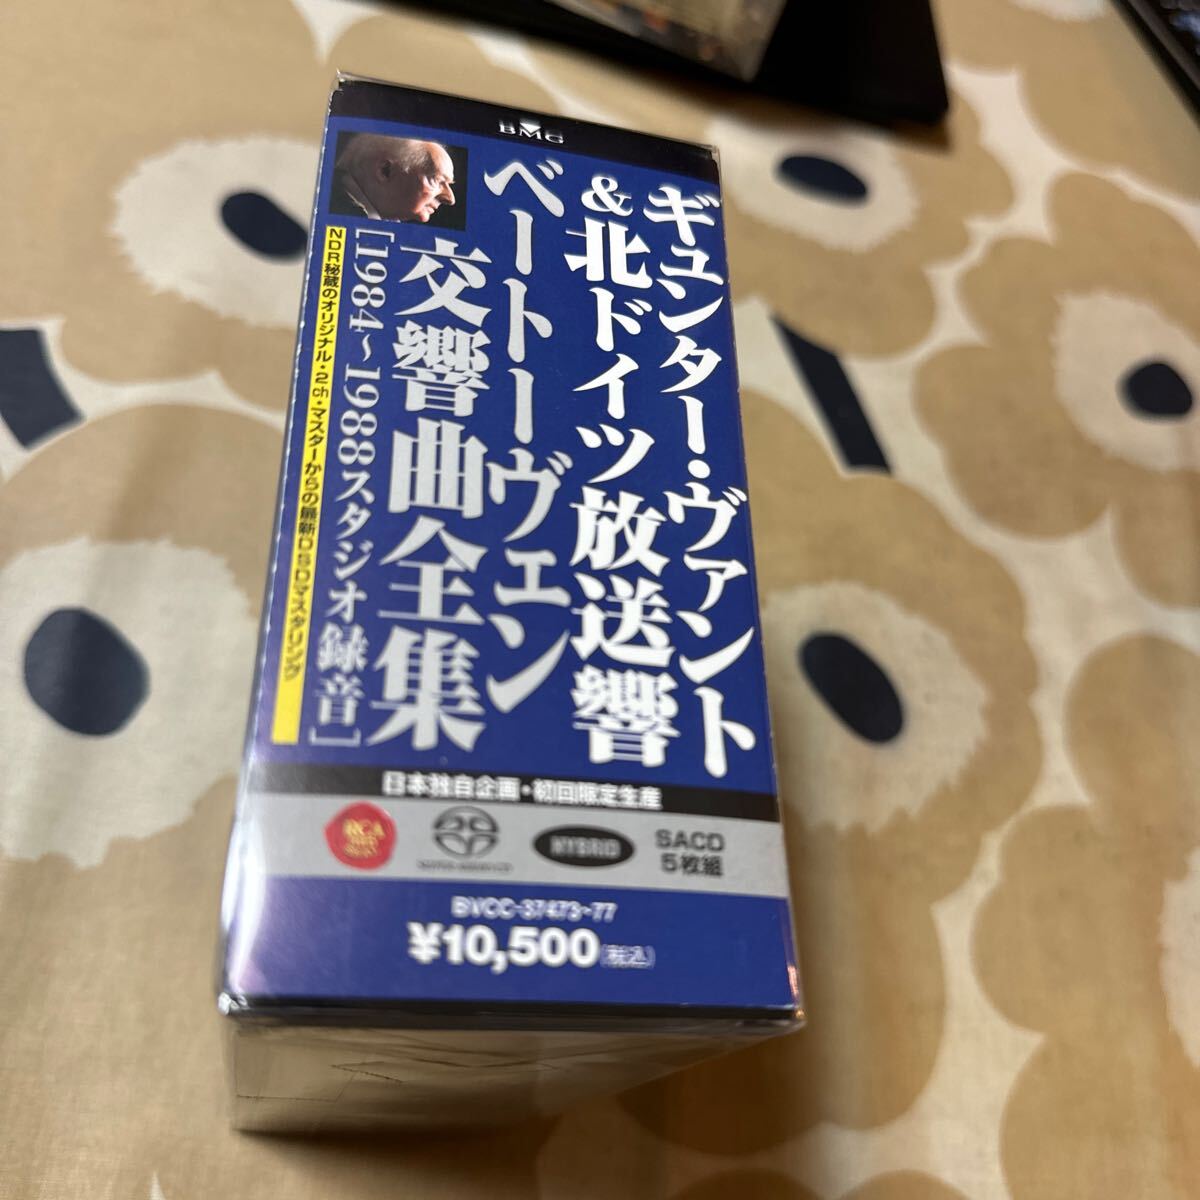 BMG
ギュンター・ヴァント
&北ドイツ放送響
ベートーヴェン
交響曲全集
[1984〜1988スタジオ録音]
NDR秘蔵のオリジナル・2ch・マスターからの最新DSDマスタリング
日本独自企画・初回限定生産
RCA
HYBRID
SACD
5枚組
BVCC-37473~77
¥10,500(税込)